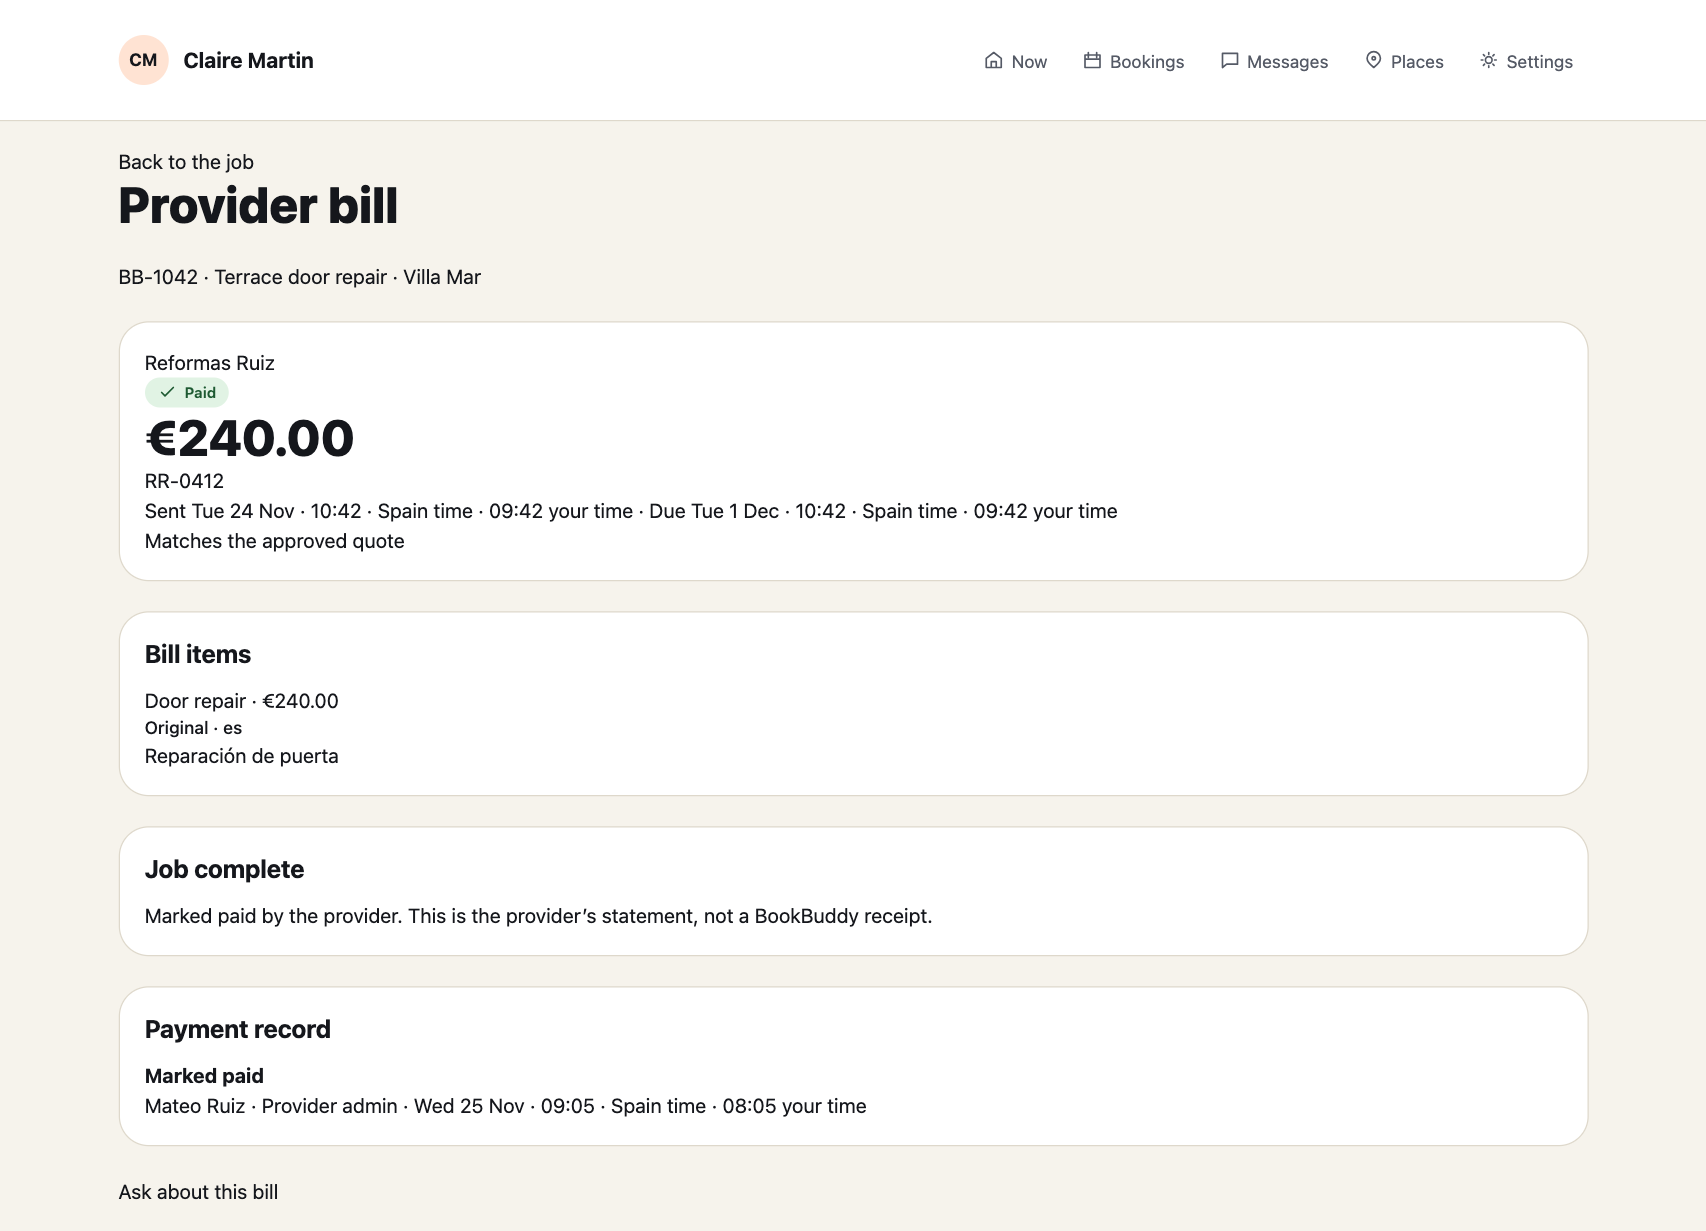 CM Claire Martin Now Bookings Messages Places Settings
Back to the job
Provider bill
BB-1042 · Terrace door repair · Villa Mar
Reformas Ruiz
Paid
€240.00
RR-0412
Sent Tue 24 Nov · 10:42 · Spain time · 09:42 your time · Due Tue 1 Dec · 10:42 · Spain time · 09:42 your time
Matches the approved quote
Bill items
Door repair · €240.00
Original · es
Reparación de puerta
Job complete
Marked paid by the provider. This is the provider’s statement, not a BookBuddy receipt.
Payment record
Marked paid
Mateo Ruiz · Provider admin · Wed 25 Nov · 09:05 · Spain time · 08:05 your time
Ask about this bill